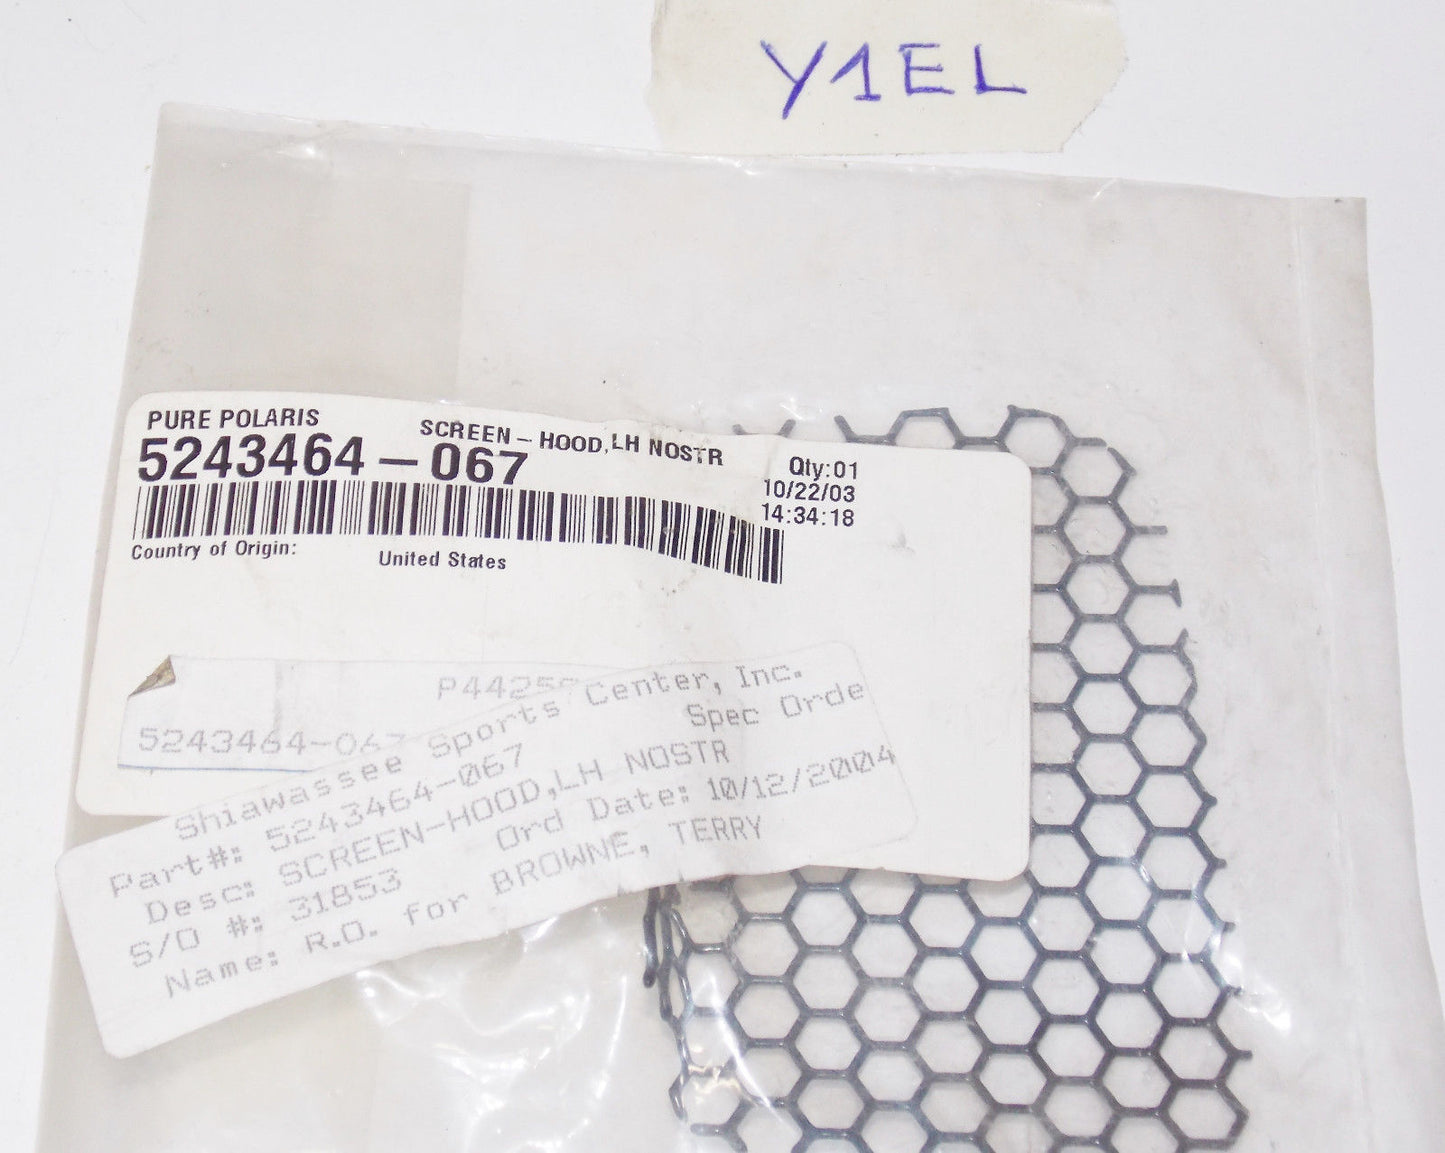 Y1EL
PURE POLARIS
SCREEN - HOOD,LH NOSTR
5243464-067
Qty:01
10/22/03
14:34:18
Country of Origin: United States
5243464-067
Shiawassee Sports Center, Inc.
Spec Orde
Part#: 5243464-067
Desc: SCREEN-HOOD,LH NOSTR
S/O #: 31853 Ord Date: 10/12/2004
Name: R.O. for BROWNE, TERRY